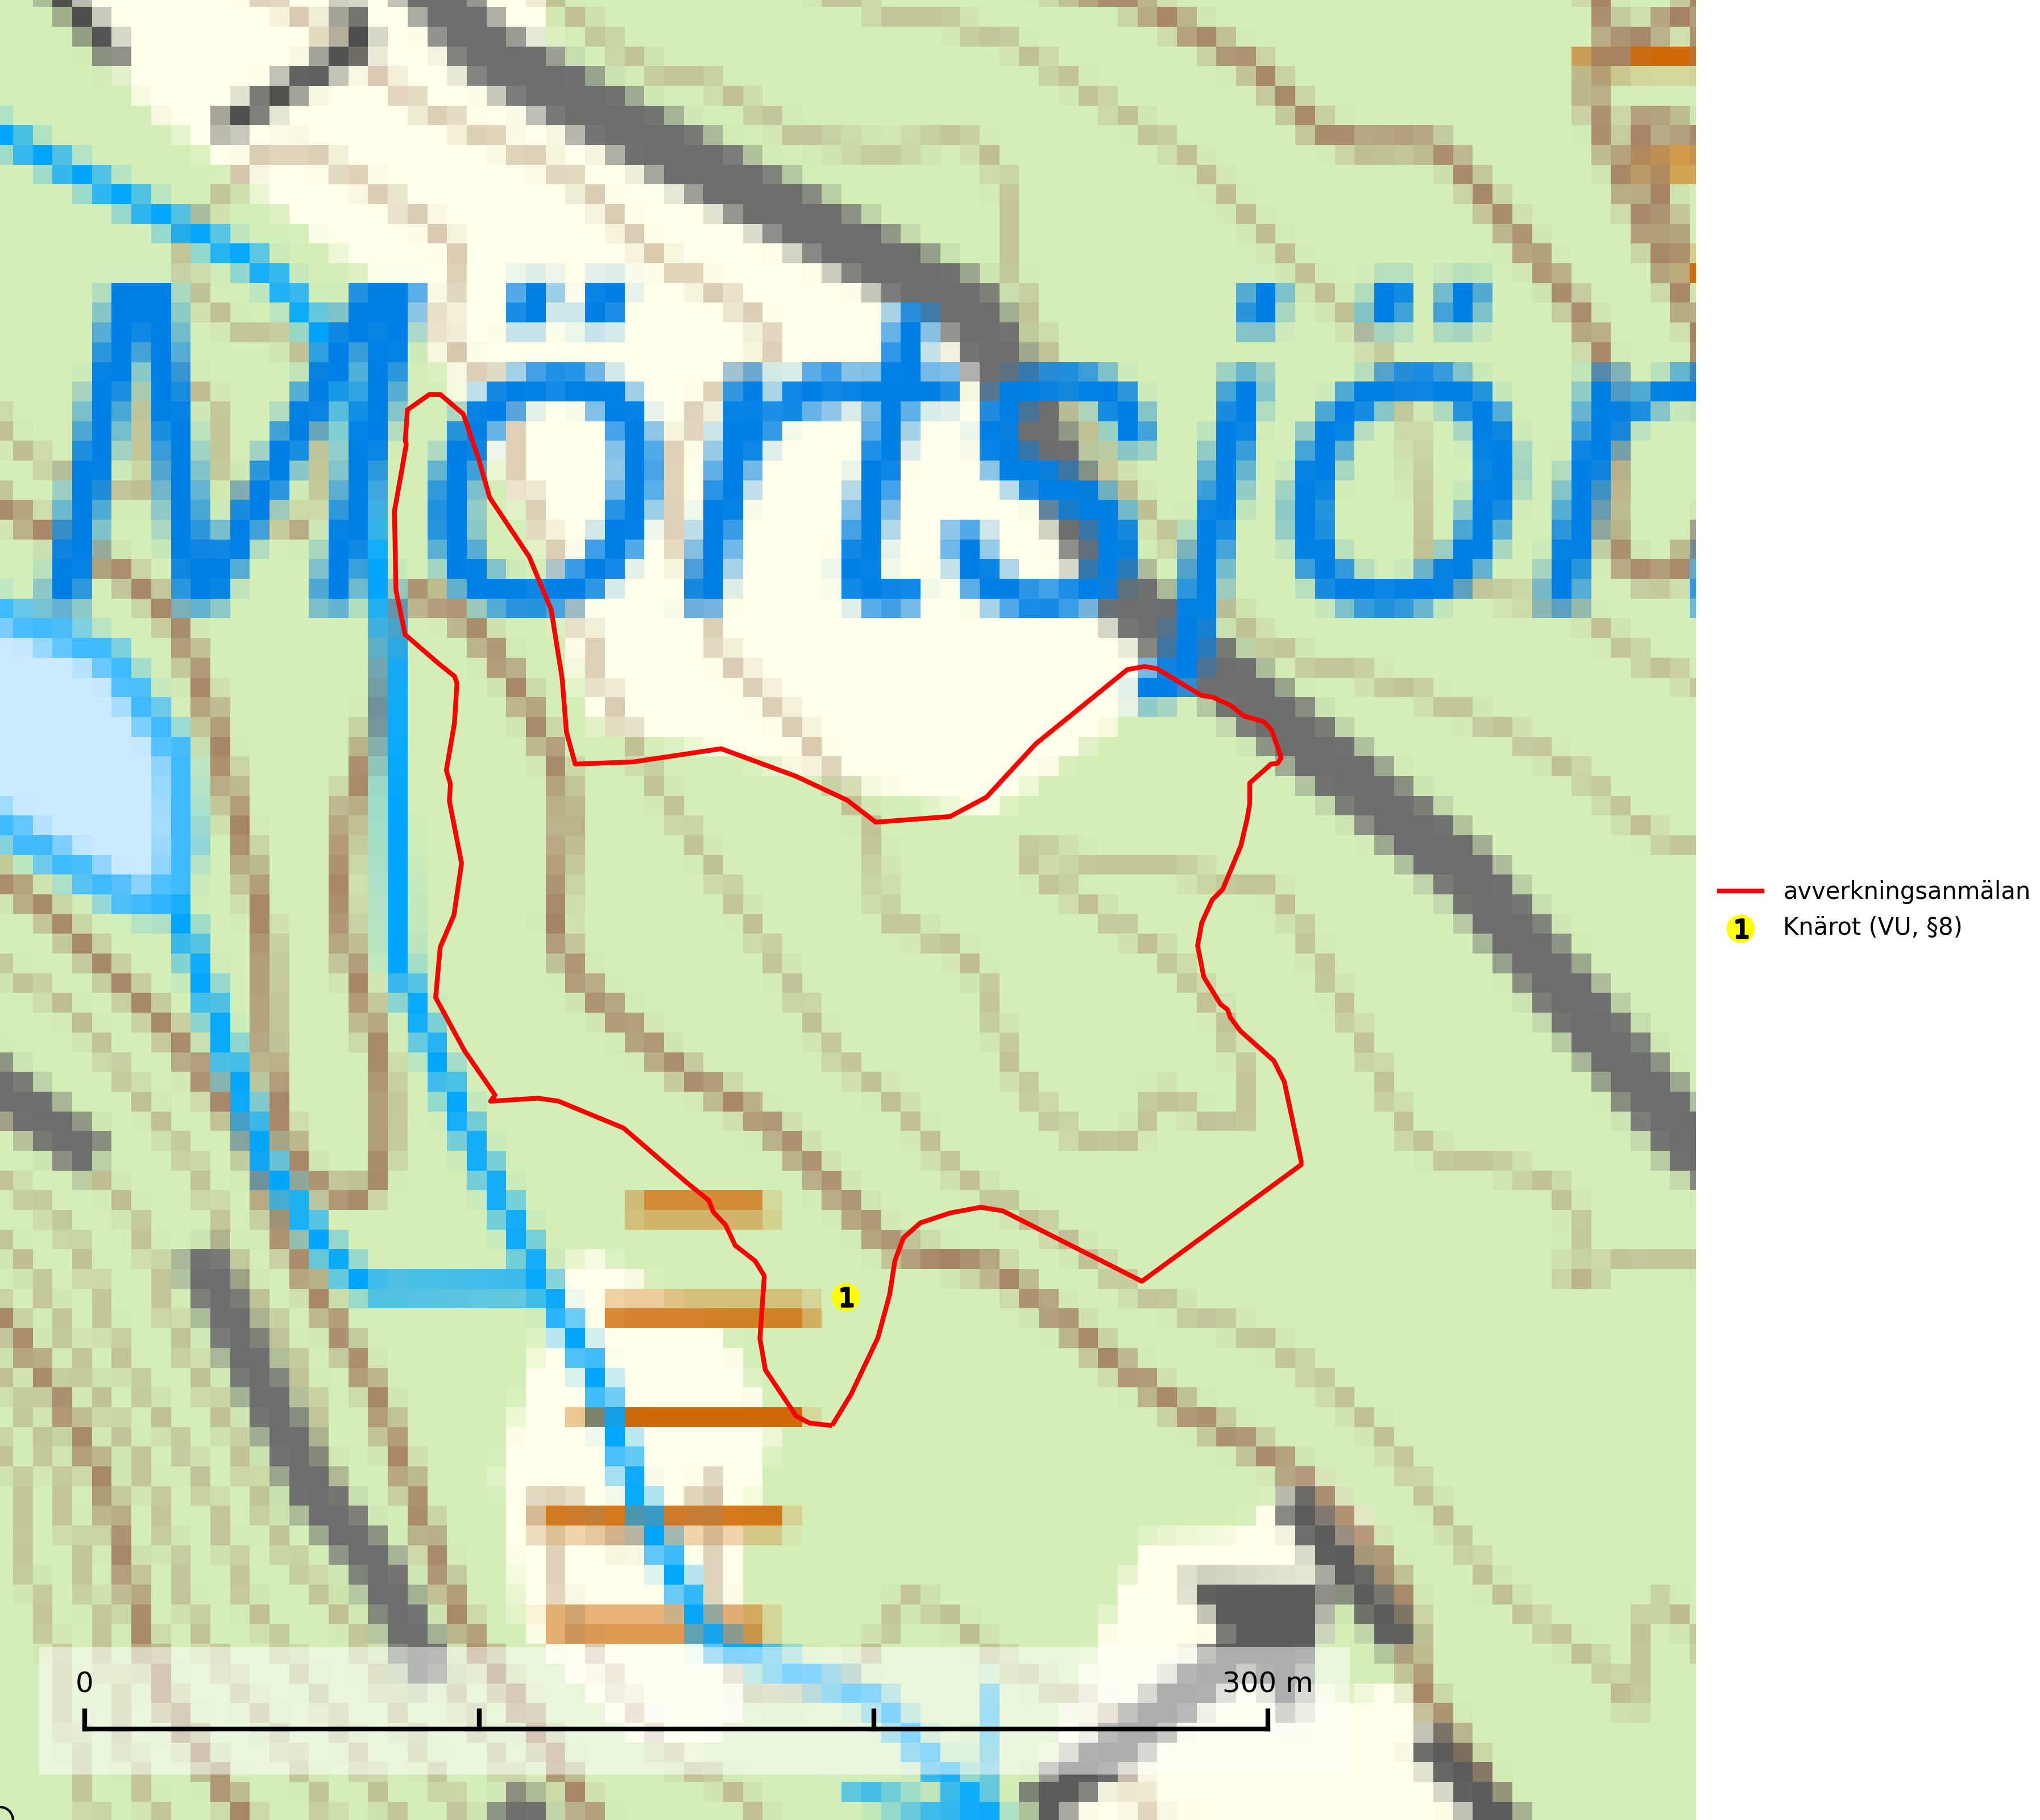 Mörtsjör
avverkningsanmälan
1 Knärot (VU, §8)
1
0 300 m